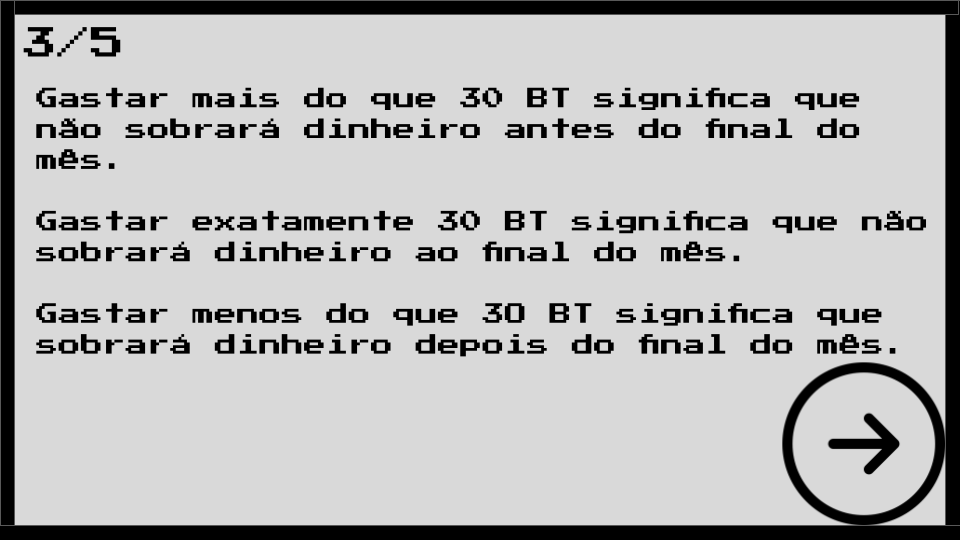 3/5
Gastar mais do que 30 BT significa que
não sobrará dinheiro antes do final do
mês.
Gastar exatamente 30 BT significa que não
sobrará dinheiro ao final do mês.
Gastar menos do que 30 BT significa que
sobrará dinheiro depois do final do mês.